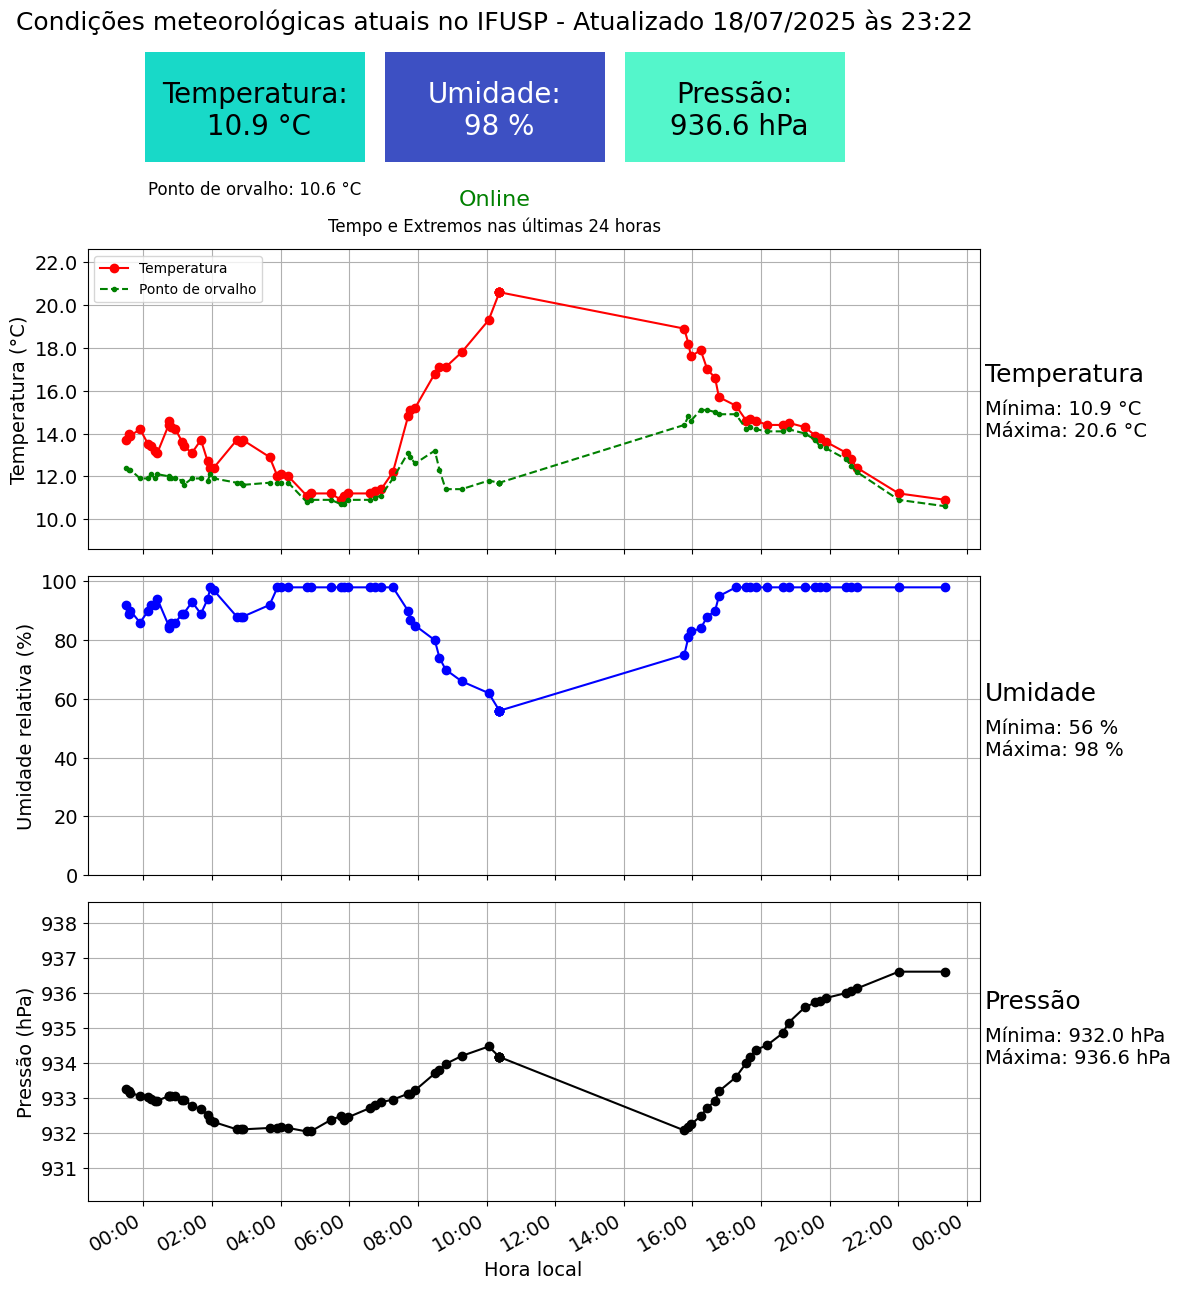 Condições meteorológicas atuais no IFUSP - Atualizado 18/07/2025 às 23:22
Temperatura:
10.9 °C
Umidade:
98 %
Pressão:
936.6 hPa
Ponto de orvalho: 10.6 °C
Online
Tempo e Extremos nas últimas 24 horas
Temperatura (°C)
22.0
20.0
18.0
16.0
14.0
12.0
10.0
Temperatura
Ponto de orvalho
Temperatura
Mínima: 10.9 °C
Máxima: 20.6 °C
Umidade relativa (%)
100
80
60
40
20
0
Umidade
Mínima: 56 %
Máxima: 98 %
Pressão (hPa)
938
937
936
935
934
933
932
931
Pressão
Mínima: 932.0 hPa
Máxima: 936.6 hPa
00:00 02:00 04:00 06:00 08:00 10:00 12:00 14:00 16:00 18:00 20:00 22:00 00:00
Hora local